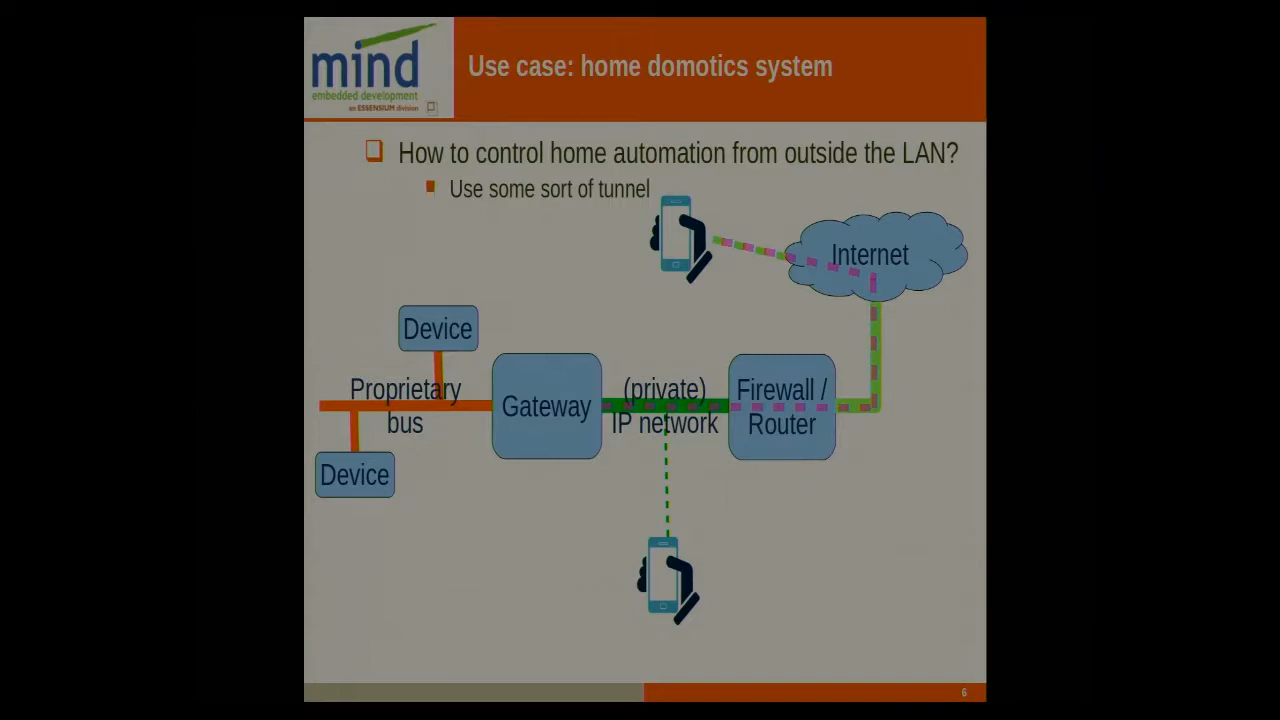 mind
embedded development
an ESSENSIUM division
Use case: home domotics system
How to control home automation from outside the LAN?
Use some sort of tunnel
Internet
Device
Proprietary
bus
Gateway
(private)
IP network
Firewall /
Router
Device
6